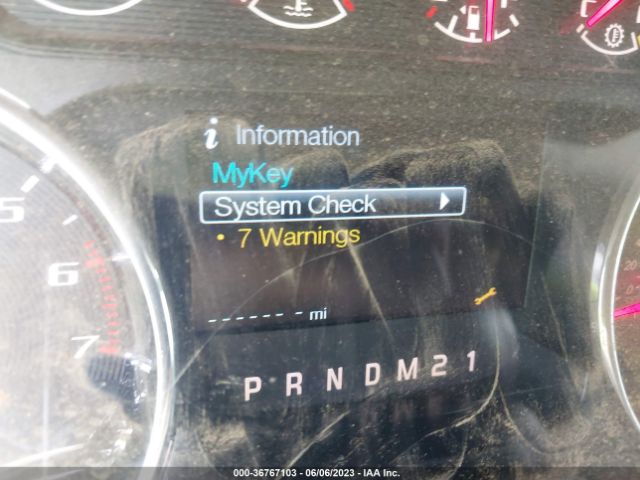 i Information
MyKey
System Check
• 7 Warnings
- - - - - - - mi
5
6
7
P R N D M 2 1
000-36767103 - 06/06/2023 - IAA Inc.